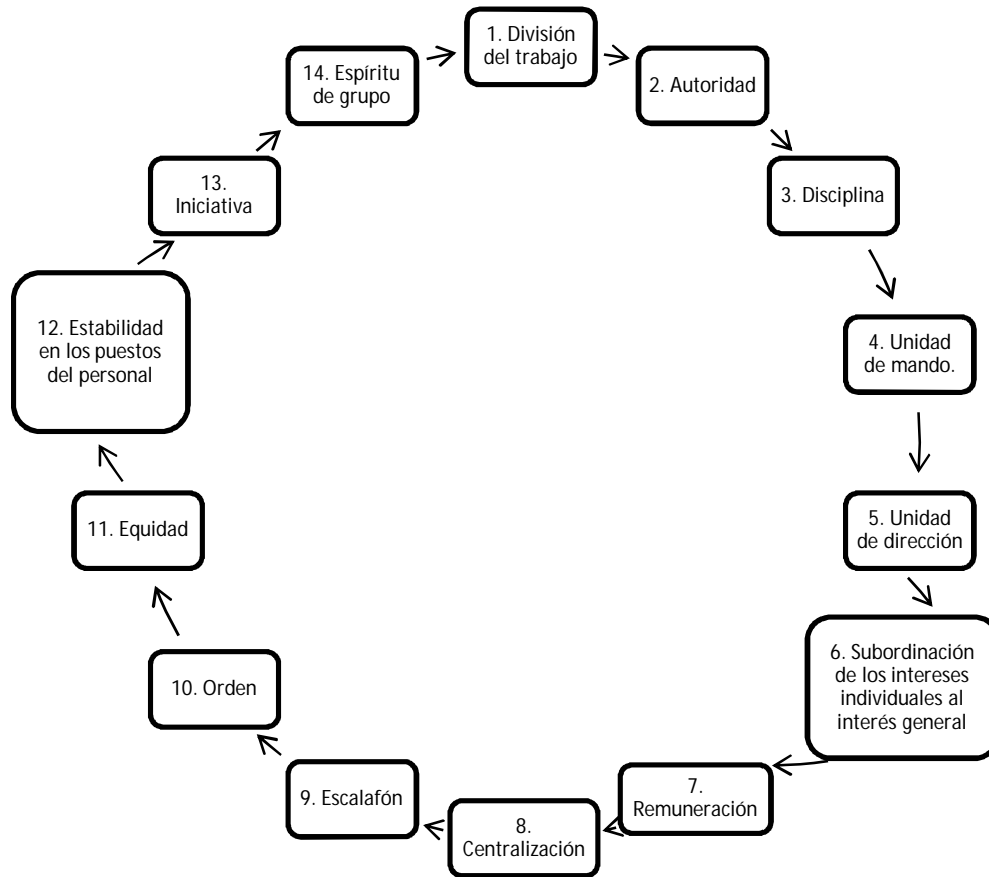 1. División
del trabajo
2. Autoridad
3. Disciplina
4. Unidad
de mando.
5. Unidad
de dirección
6. Subordinación
de los intereses
individuales al
interés general
7.
Remuneración
8.
Centralización
9. Escalafón
10. Orden
11. Equidad
12. Estabilidad
en los puestos
del personal
13.
Iniciativa
14. Espíritu
de grupo